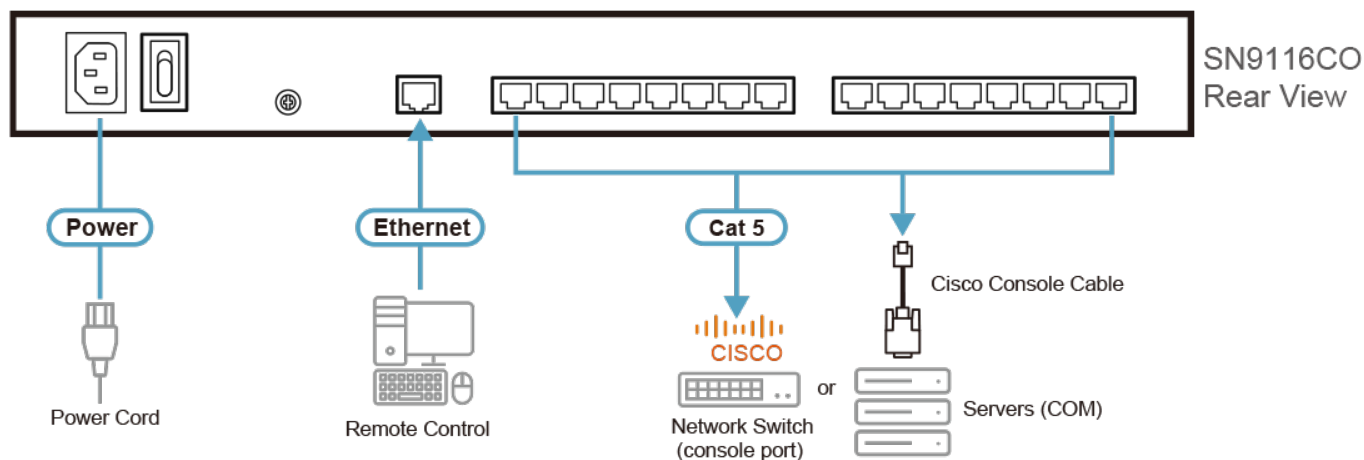 SN9116CO
Rear View
Power
Ethernet
Cat 5
Cisco Console Cable
CISCO
or
Power Cord
Remote Control
Network Switch
(console port)
Servers (COM)